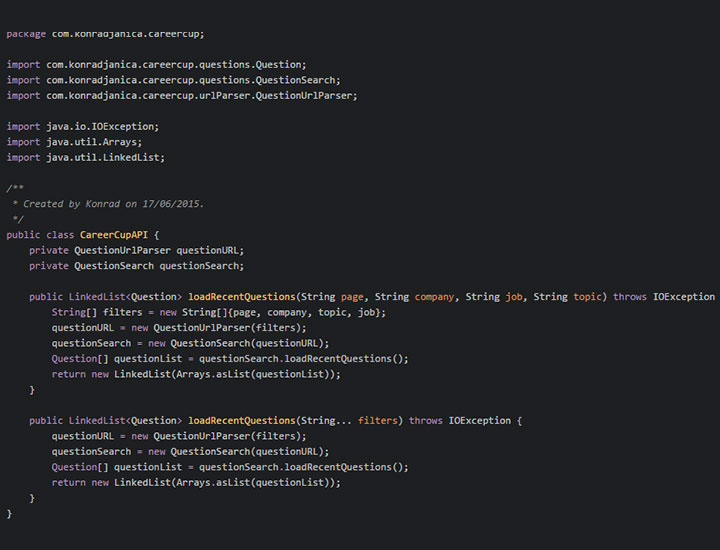 package com.konradjanica.careercup;
import com.konradjanica.careercup.questions.Question;
import com.konradjanica.careercup.questions.QuestionSearch;
import com.konradjanica.careercup.urlParser.QuestionUrlParser;
import java.io.IOException;
import java.util.Arrays;
import java.util.LinkedList;
/**
 * Created by Konrad on 17/06/2015.
 */
public class CareerCupAPI {
    private QuestionUrlParser questionURL;
    private QuestionSearch questionSearch;
    public LinkedList<Question> loadRecentQuestions(String page, String company, String job, String topic) throws IOException
        String[] filters = new String[]{page, company, topic, job};
        questionURL = new QuestionUrlParser(filters);
        questionSearch = new QuestionSearch(questionURL);
        Question[] questionList = questionSearch.loadRecentQuestions();
        return new LinkedList(Arrays.asList(questionList));
    }
    public LinkedList<Question> loadRecentQuestions(String... filters) throws IOException {
        questionURL = new QuestionUrlParser(filters);
        questionSearch = new QuestionSearch(questionURL);
        Question[] questionList = questionSearch.loadRecentQuestions();
        return new LinkedList(Arrays.asList(questionList));
    }
}